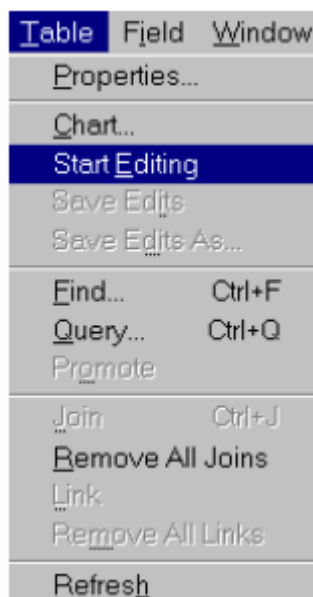 Table Field Window
Properties...
Chart...
Start Editing
Save Edits
Save Edits As...
Find... Ctrl+F
Query... Ctrl+Q
Promote
Join Ctrl+J
Remove All Joins
Link
Remove All Links
Refresh